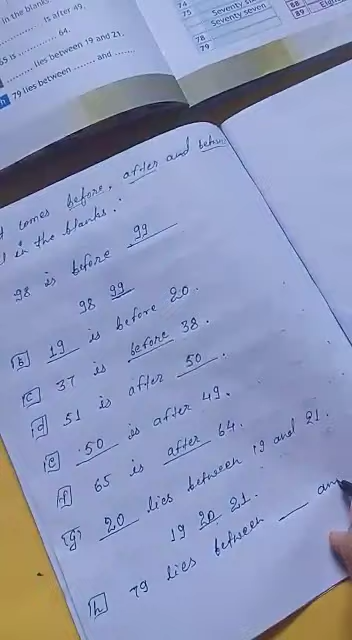 in the blanks.
is after 49.
65 is ............ 64.
............ lies between 19 and 21.
h 79 lies between ............ and ............
74
75
Seventy seven
78
79
88
89
comes before, after and
in the blanks.
98 is before 99
98 99
(b) 19 is before 20.
(c) 37 is before 38.
(d) 51 is after 50.
(e) 50 is after 49.
(f) 65 is after 64.
(g) 20 lies between 19 and 21.
19 20 21.
(h) 79 lies between ___ an